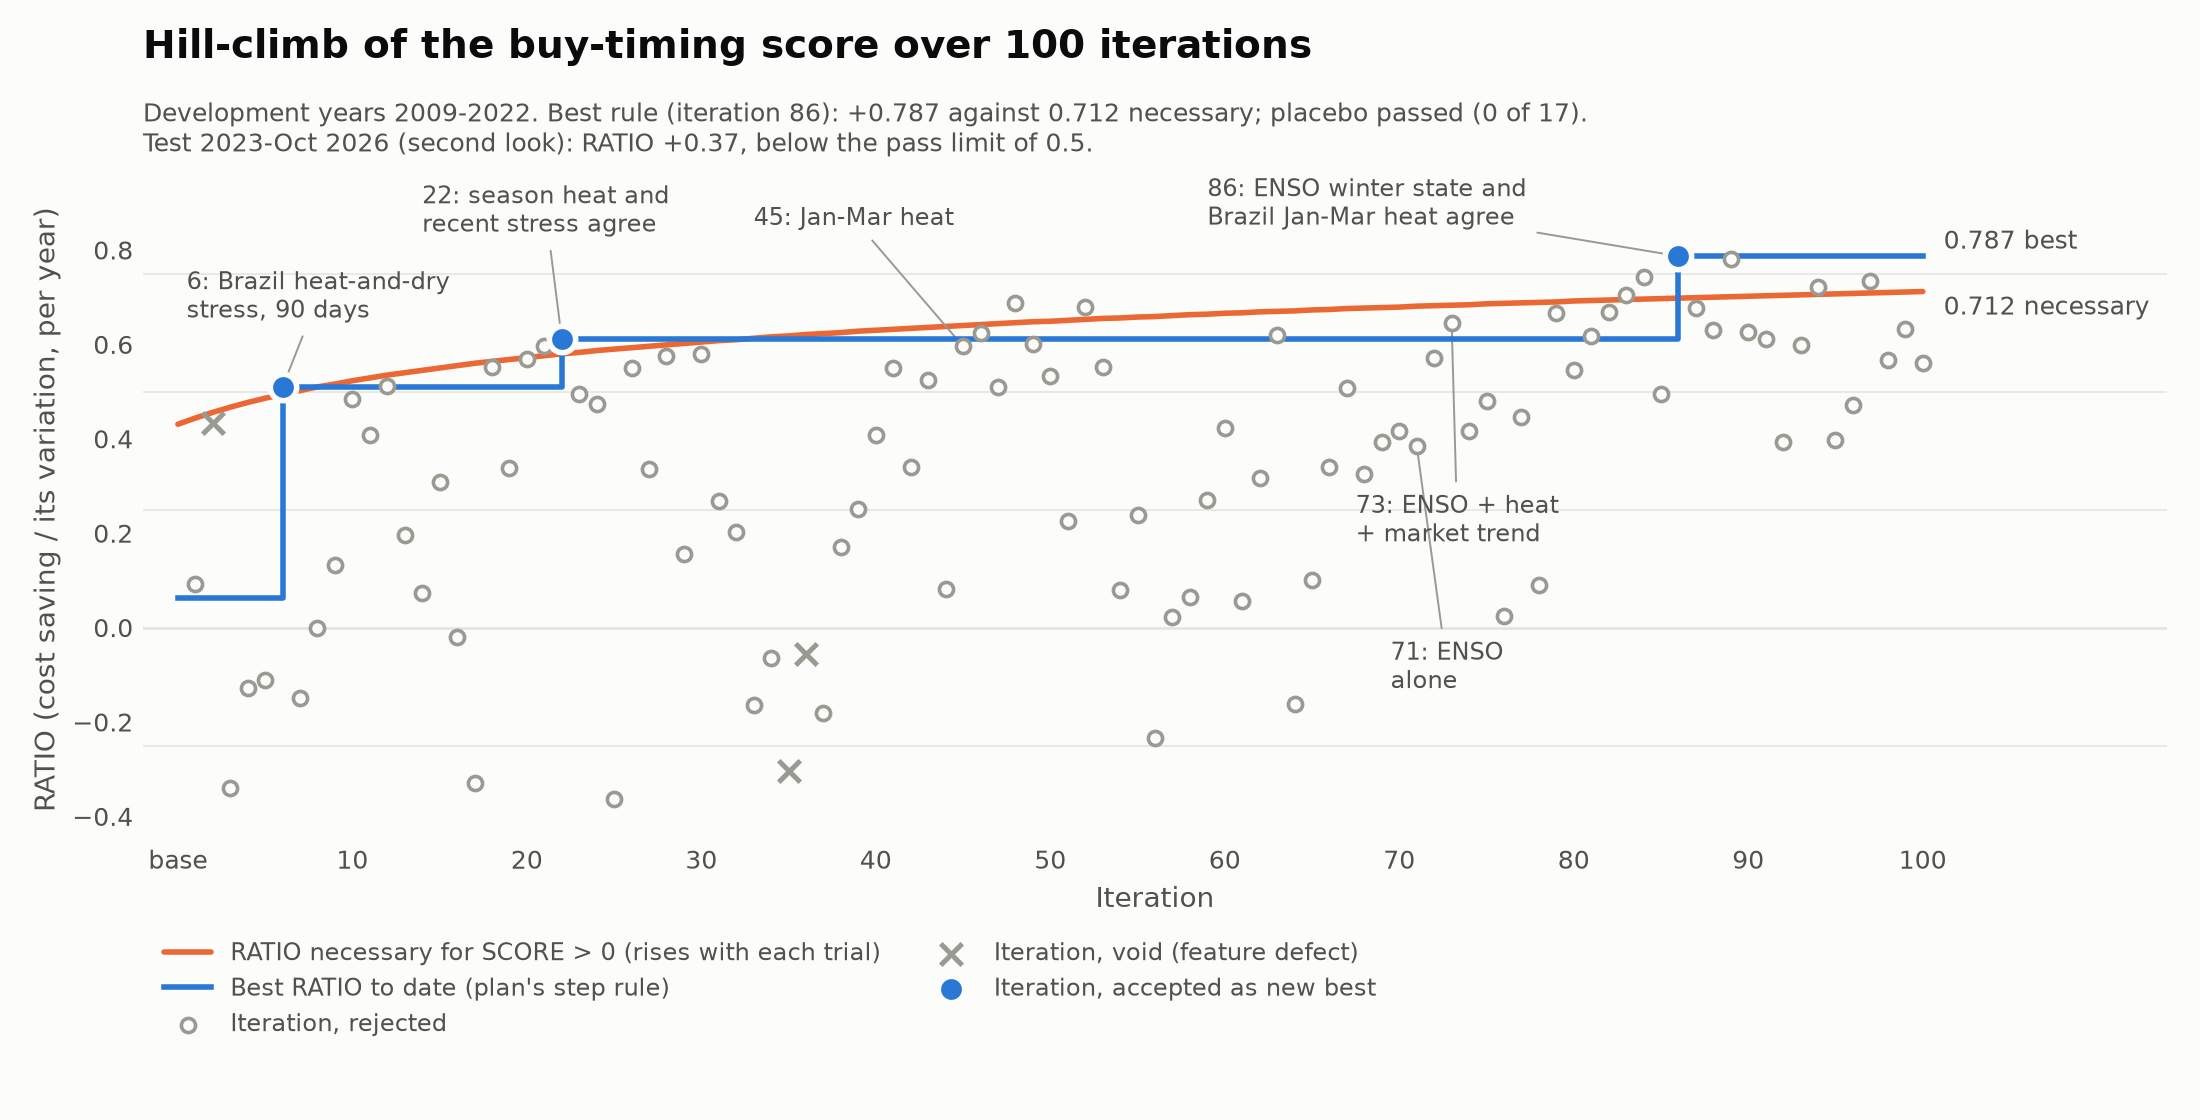 Hill-climb of the buy-timing score over 100 iterations
Development years 2009-2022. Best rule (iteration 86): +0.787 against 0.712 necessary; placebo passed (0 of 17).
Test 2023-Oct 2026 (second look): RATIO +0.37, below the pass limit of 0.5.
RATIO (cost saving / its variation, per year)
0.8
0.6
0.4
0.2
0.0
−0.2
−0.4
6: Brazil heat-and-dry
stress, 90 days
22: season heat and
recent stress agree
45: Jan-Mar heat
86: ENSO winter state and
Brazil Jan-Mar heat agree
0.787 best
0.712 necessary
73: ENSO + heat
+ market trend
71: ENSO
alone
base
10
20
30
40
50
60
70
80
90
100
Iteration
RATIO necessary for SCORE > 0 (rises with each trial)
Best RATIO to date (plan's step rule)
Iteration, rejected
Iteration, void (feature defect)
Iteration, accepted as new best